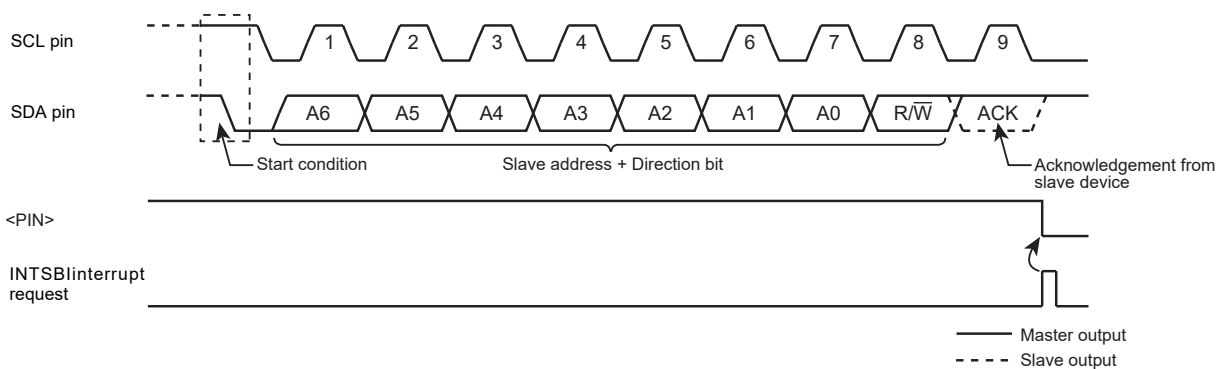 SCL pin
1 2 3 4 5 6 7 8 9
SDA pin
A6 A5 A4 A3 A2 A1 A0 R/W̅ ACK
Start condition
Slave address + Direction bit
Acknowledgement from
slave device
<PIN>
INTSBIinterrupt
request
Master output
Slave output